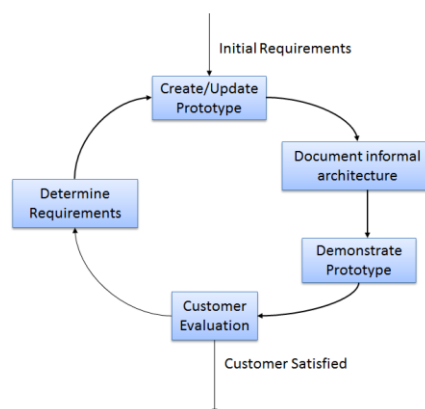 Initial Requirements
Create/Update
Prototype
Document informal
architecture
Determine
Requirements
Demonstrate
Prototype
Customer
Evaluation
Customer Satisfied